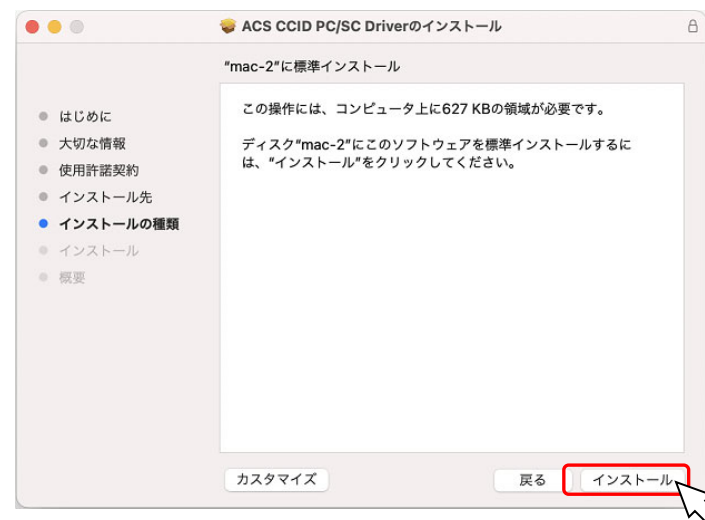 ACS CCID PC/SC Driverのインストール
"mac-2"に標準インストール
はじめに
大切な情報
使用許諾契約
インストール先
インストールの種類
インストール
概要
この操作には、コンピュータ上に627 KBの領域が必要です。
ディスク"mac-2"にこのソフトウェアを標準インストールするに
は、"インストール"をクリックしてください。
カスタマイズ
戻る
インストール